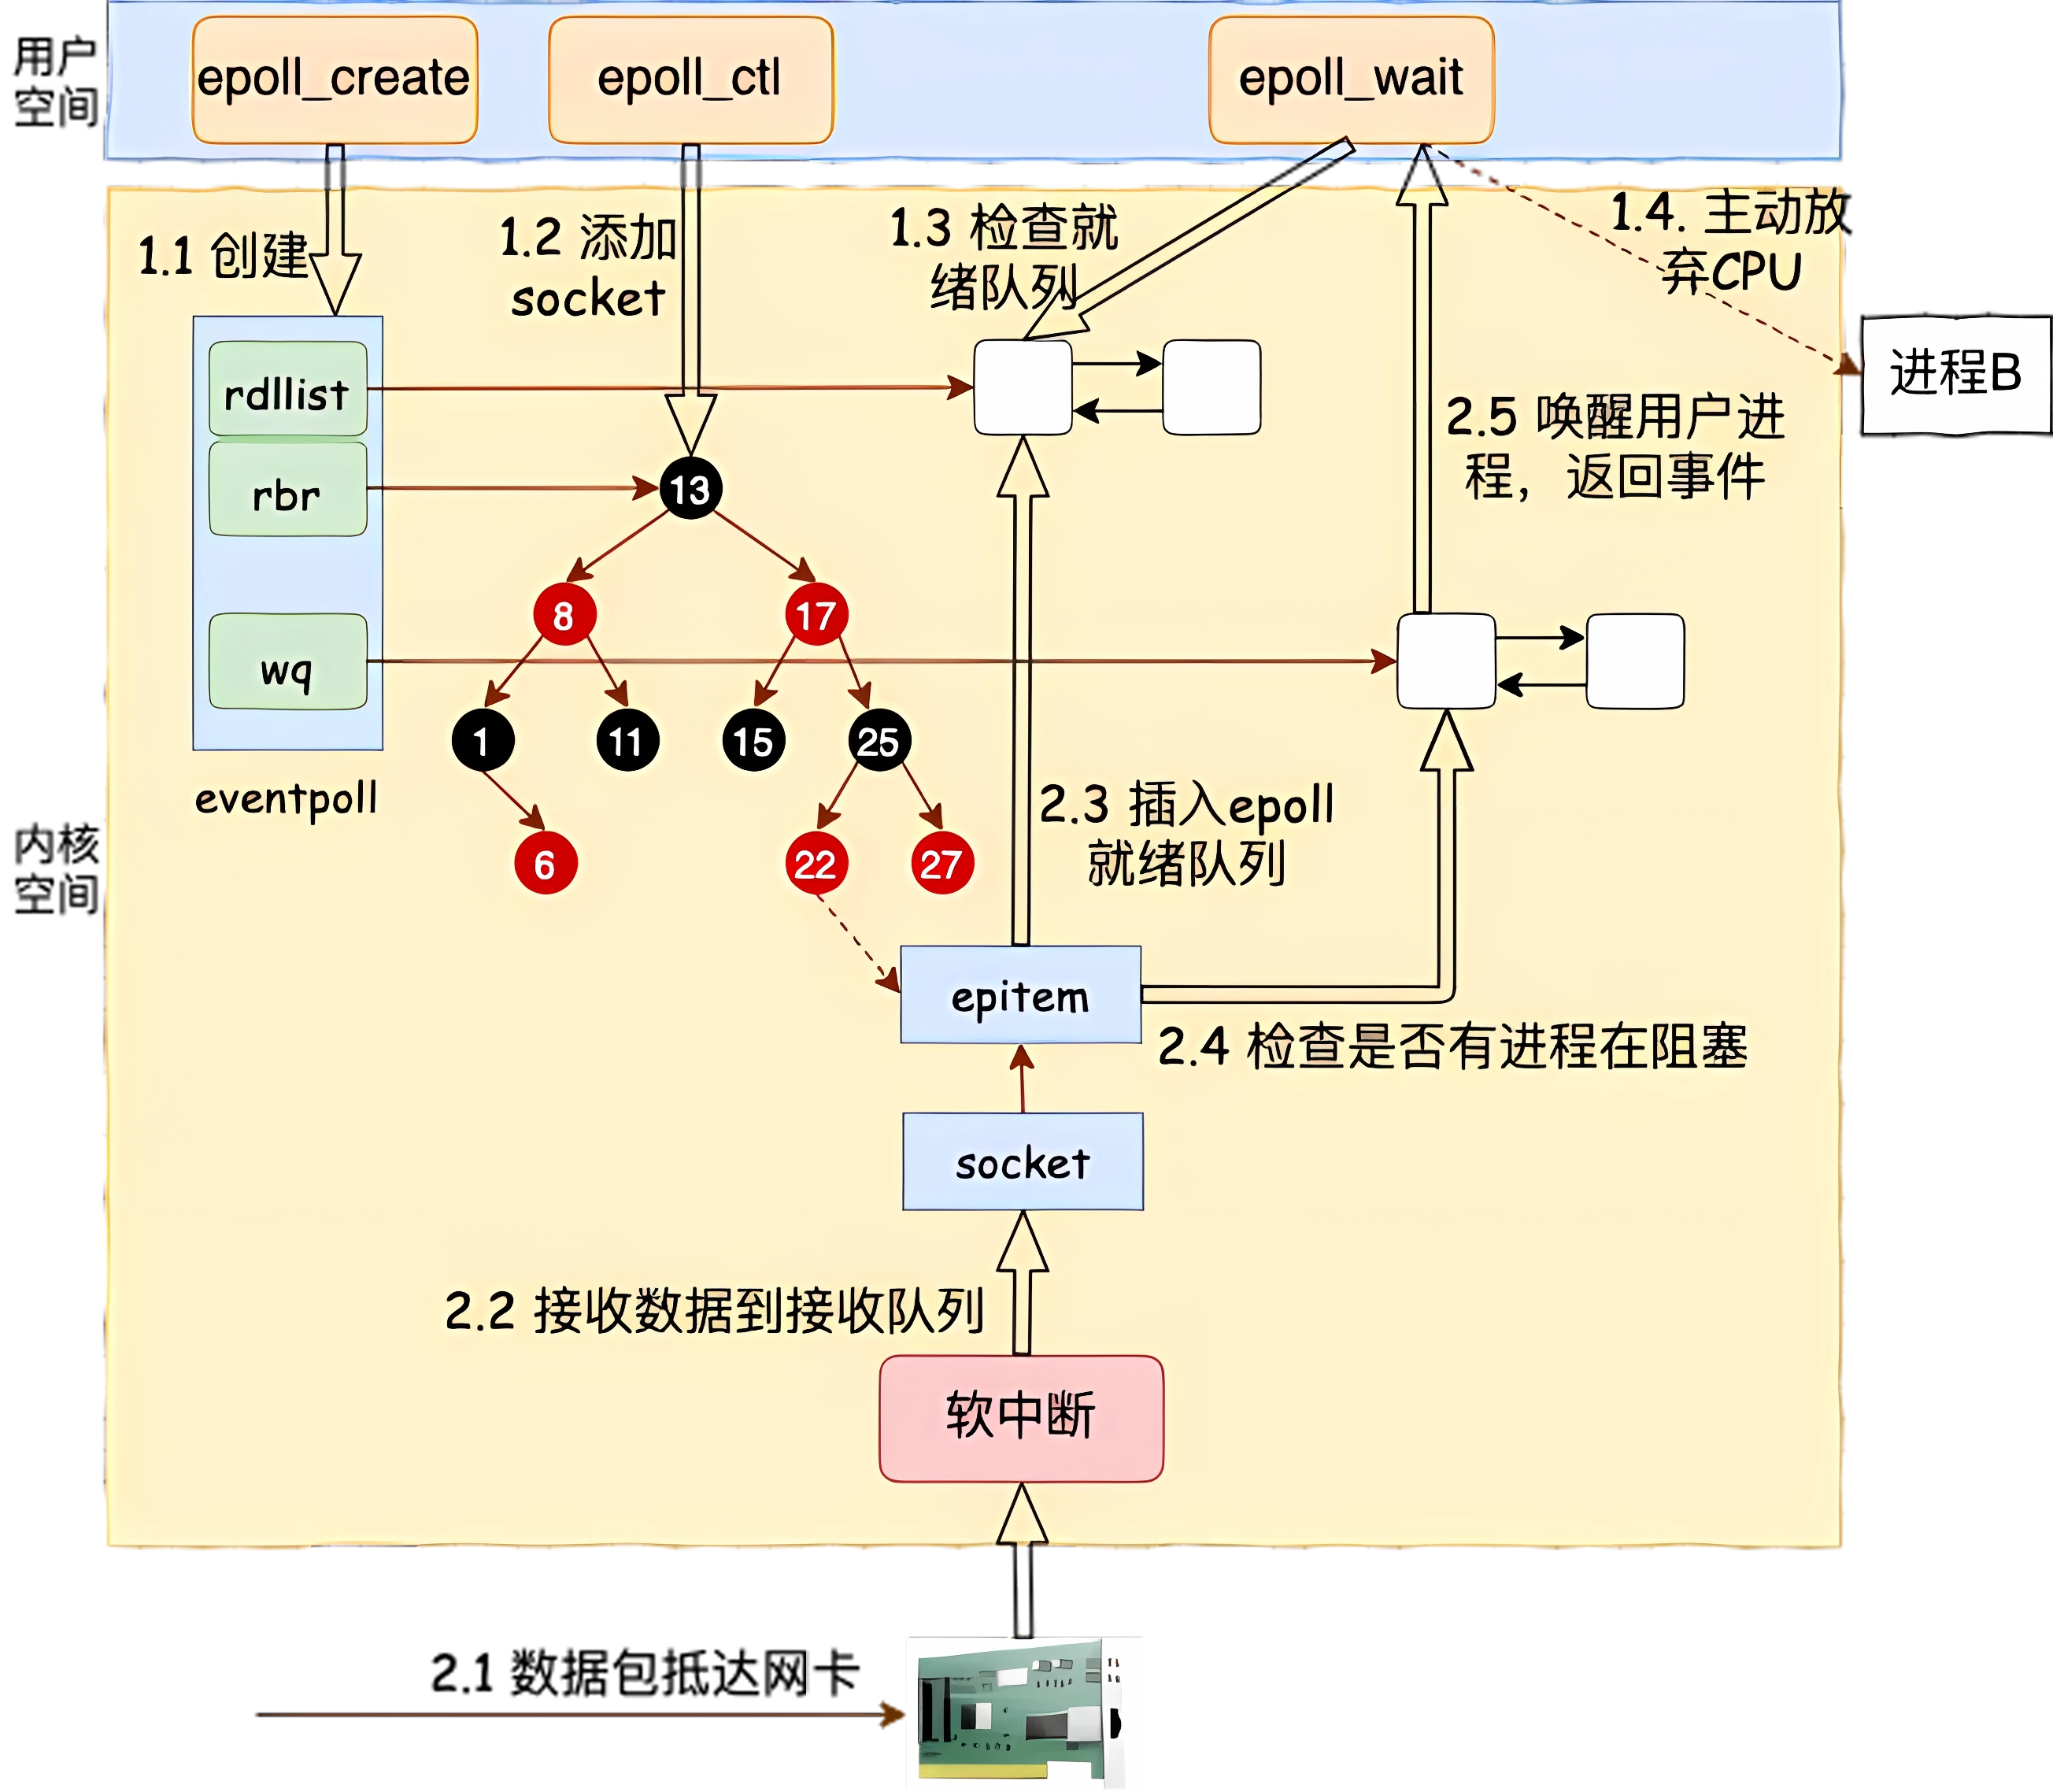 用户
空间
epoll_create
epoll_ctl
epoll_wait
1.1 创建
1.2 添加
socket
1.3 检查就
绪队列
1.4. 主动放
弃CPU
进程B
rdllist
rbr
wq
eventpoll
13
8
17
1
11
15
25
6
22
27
2.5 唤醒用户进
程，返回事件
内核
空间
2.3 插入epoll
就绪队列
epitem
2.4 检查是否有进程在阻塞
socket
2.2 接收数据到接收队列
软中断
2.1 数据包抵达网卡